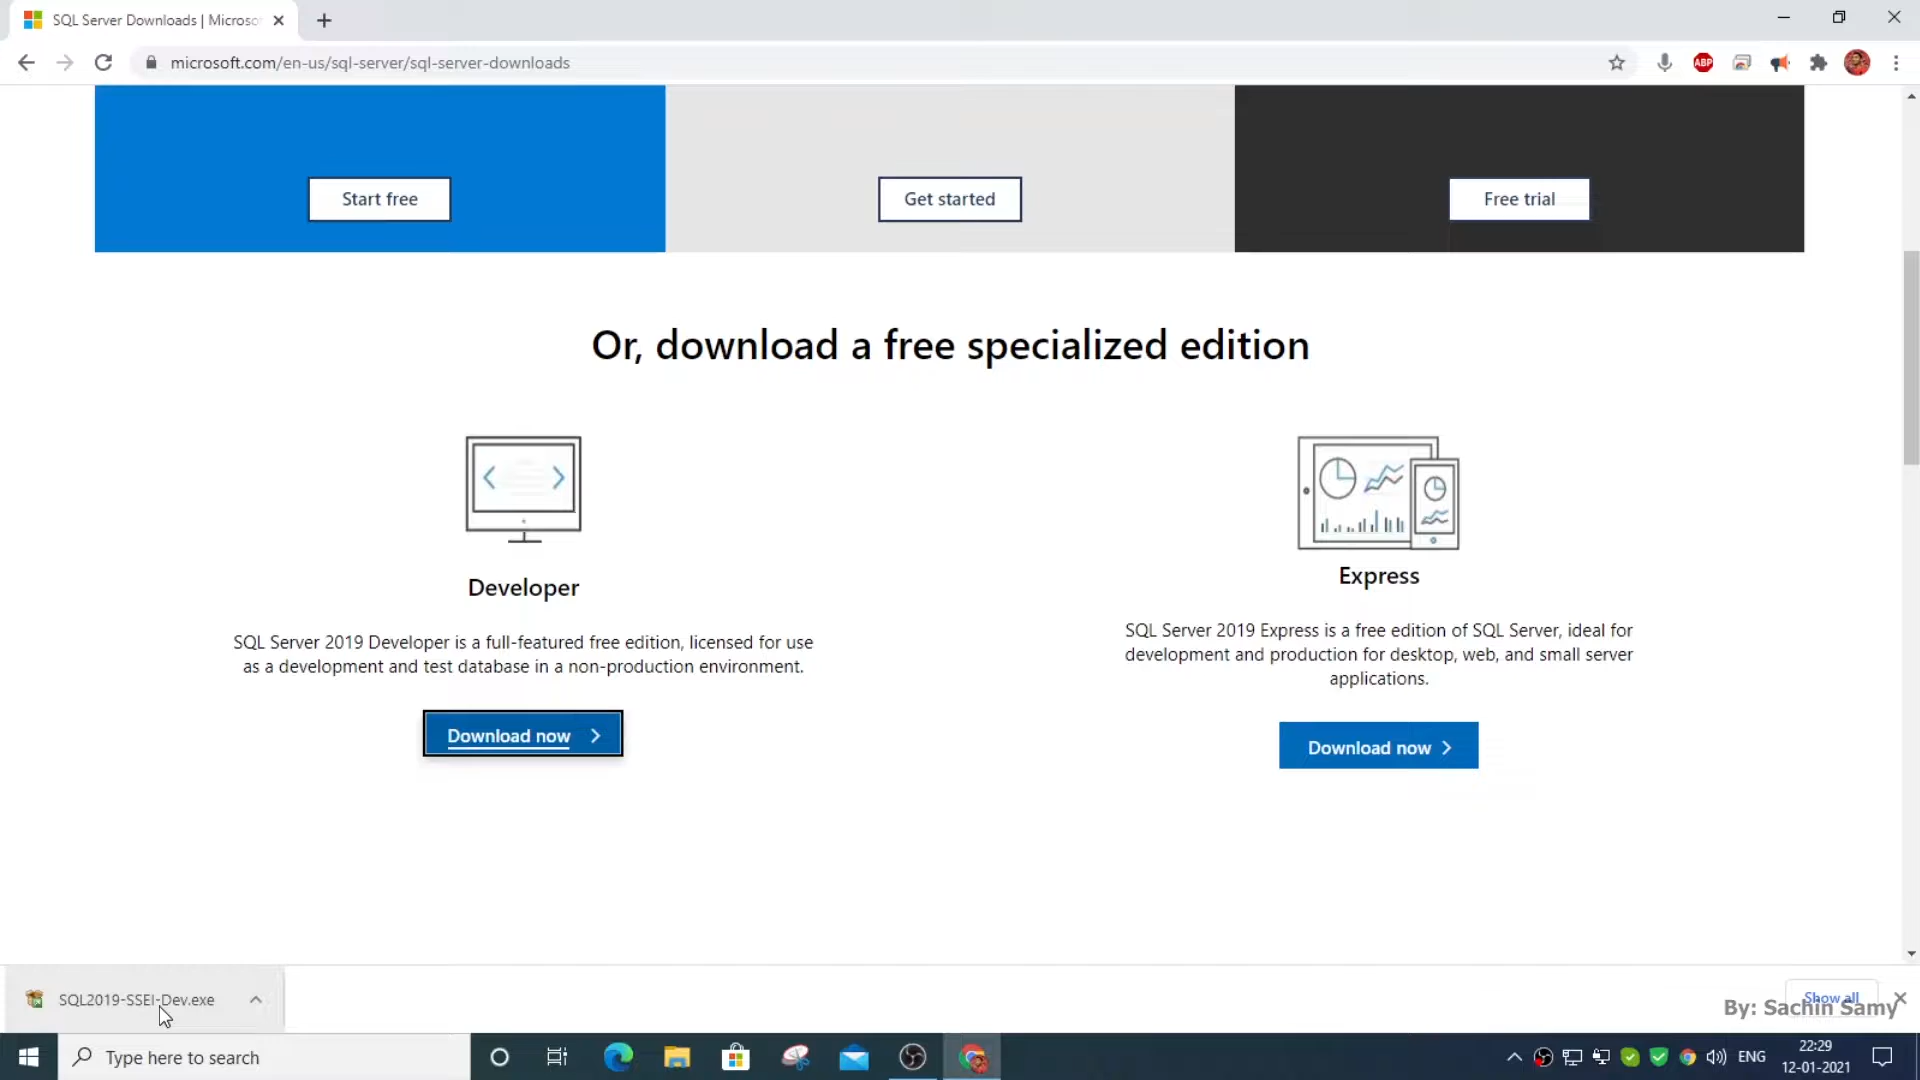 SQL Server Downloads | Microso
microsoft.com/en-us/sql-server/sql-server-downloads
ABP
Start free
Get started
Free trial
Or, download a free specialized edition
Developer
SQL Server 2019 Developer is a full-featured free edition, licensed for use
as a development and test database in a non-production environment.
Download now
Express
SQL Server 2019 Express is a free edition of SQL Server, ideal for
development and production for desktop, web, and small server
applications.
Download now
SQL2019-SSEI-Dev.exe
Show all
By: Sachin Samy
Type here to search
ENG
22:29
12-01-2021